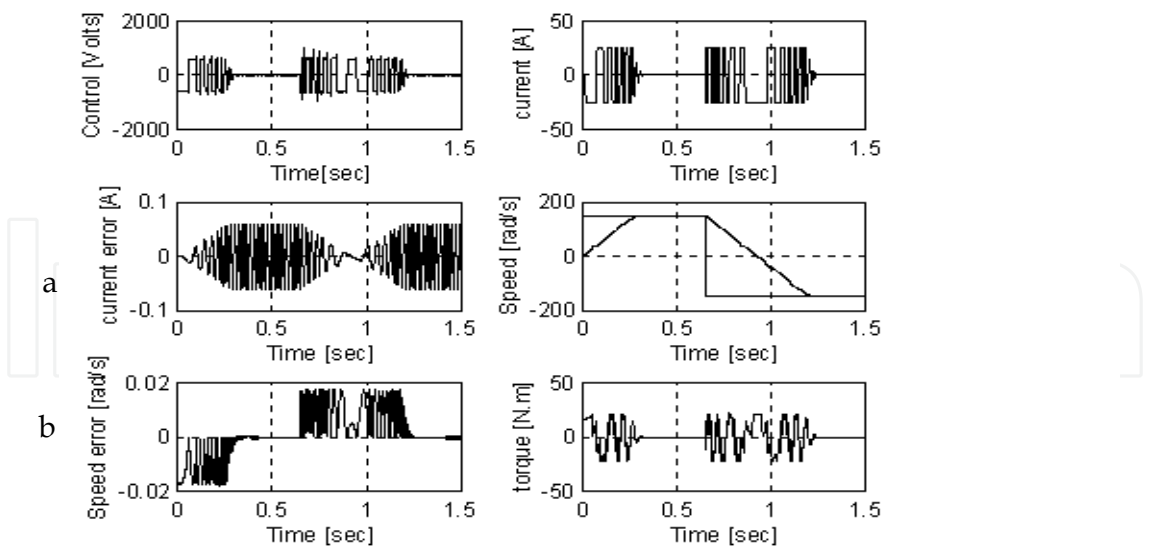 2000
0
-2000
Control [Volts]
0 0.5 1 1.5
Time[sec]
50
0
-50
current [A]
0 0.5 1 1.5
Time [sec]
a
0.1
0
-0.1
current error [A]
0 0.5 1 1.5
Time [sec]
200
0
-200
Speed [rad/s]
0 0.5 1 1.5
Time [sec]
b
0.02
0
-0.02
Speed error [rad/s]
0 0.5 1 1.5
Time [sec]
50
0
-50
torque [N.m]
0 0.5 1 1.5
Time [sec]